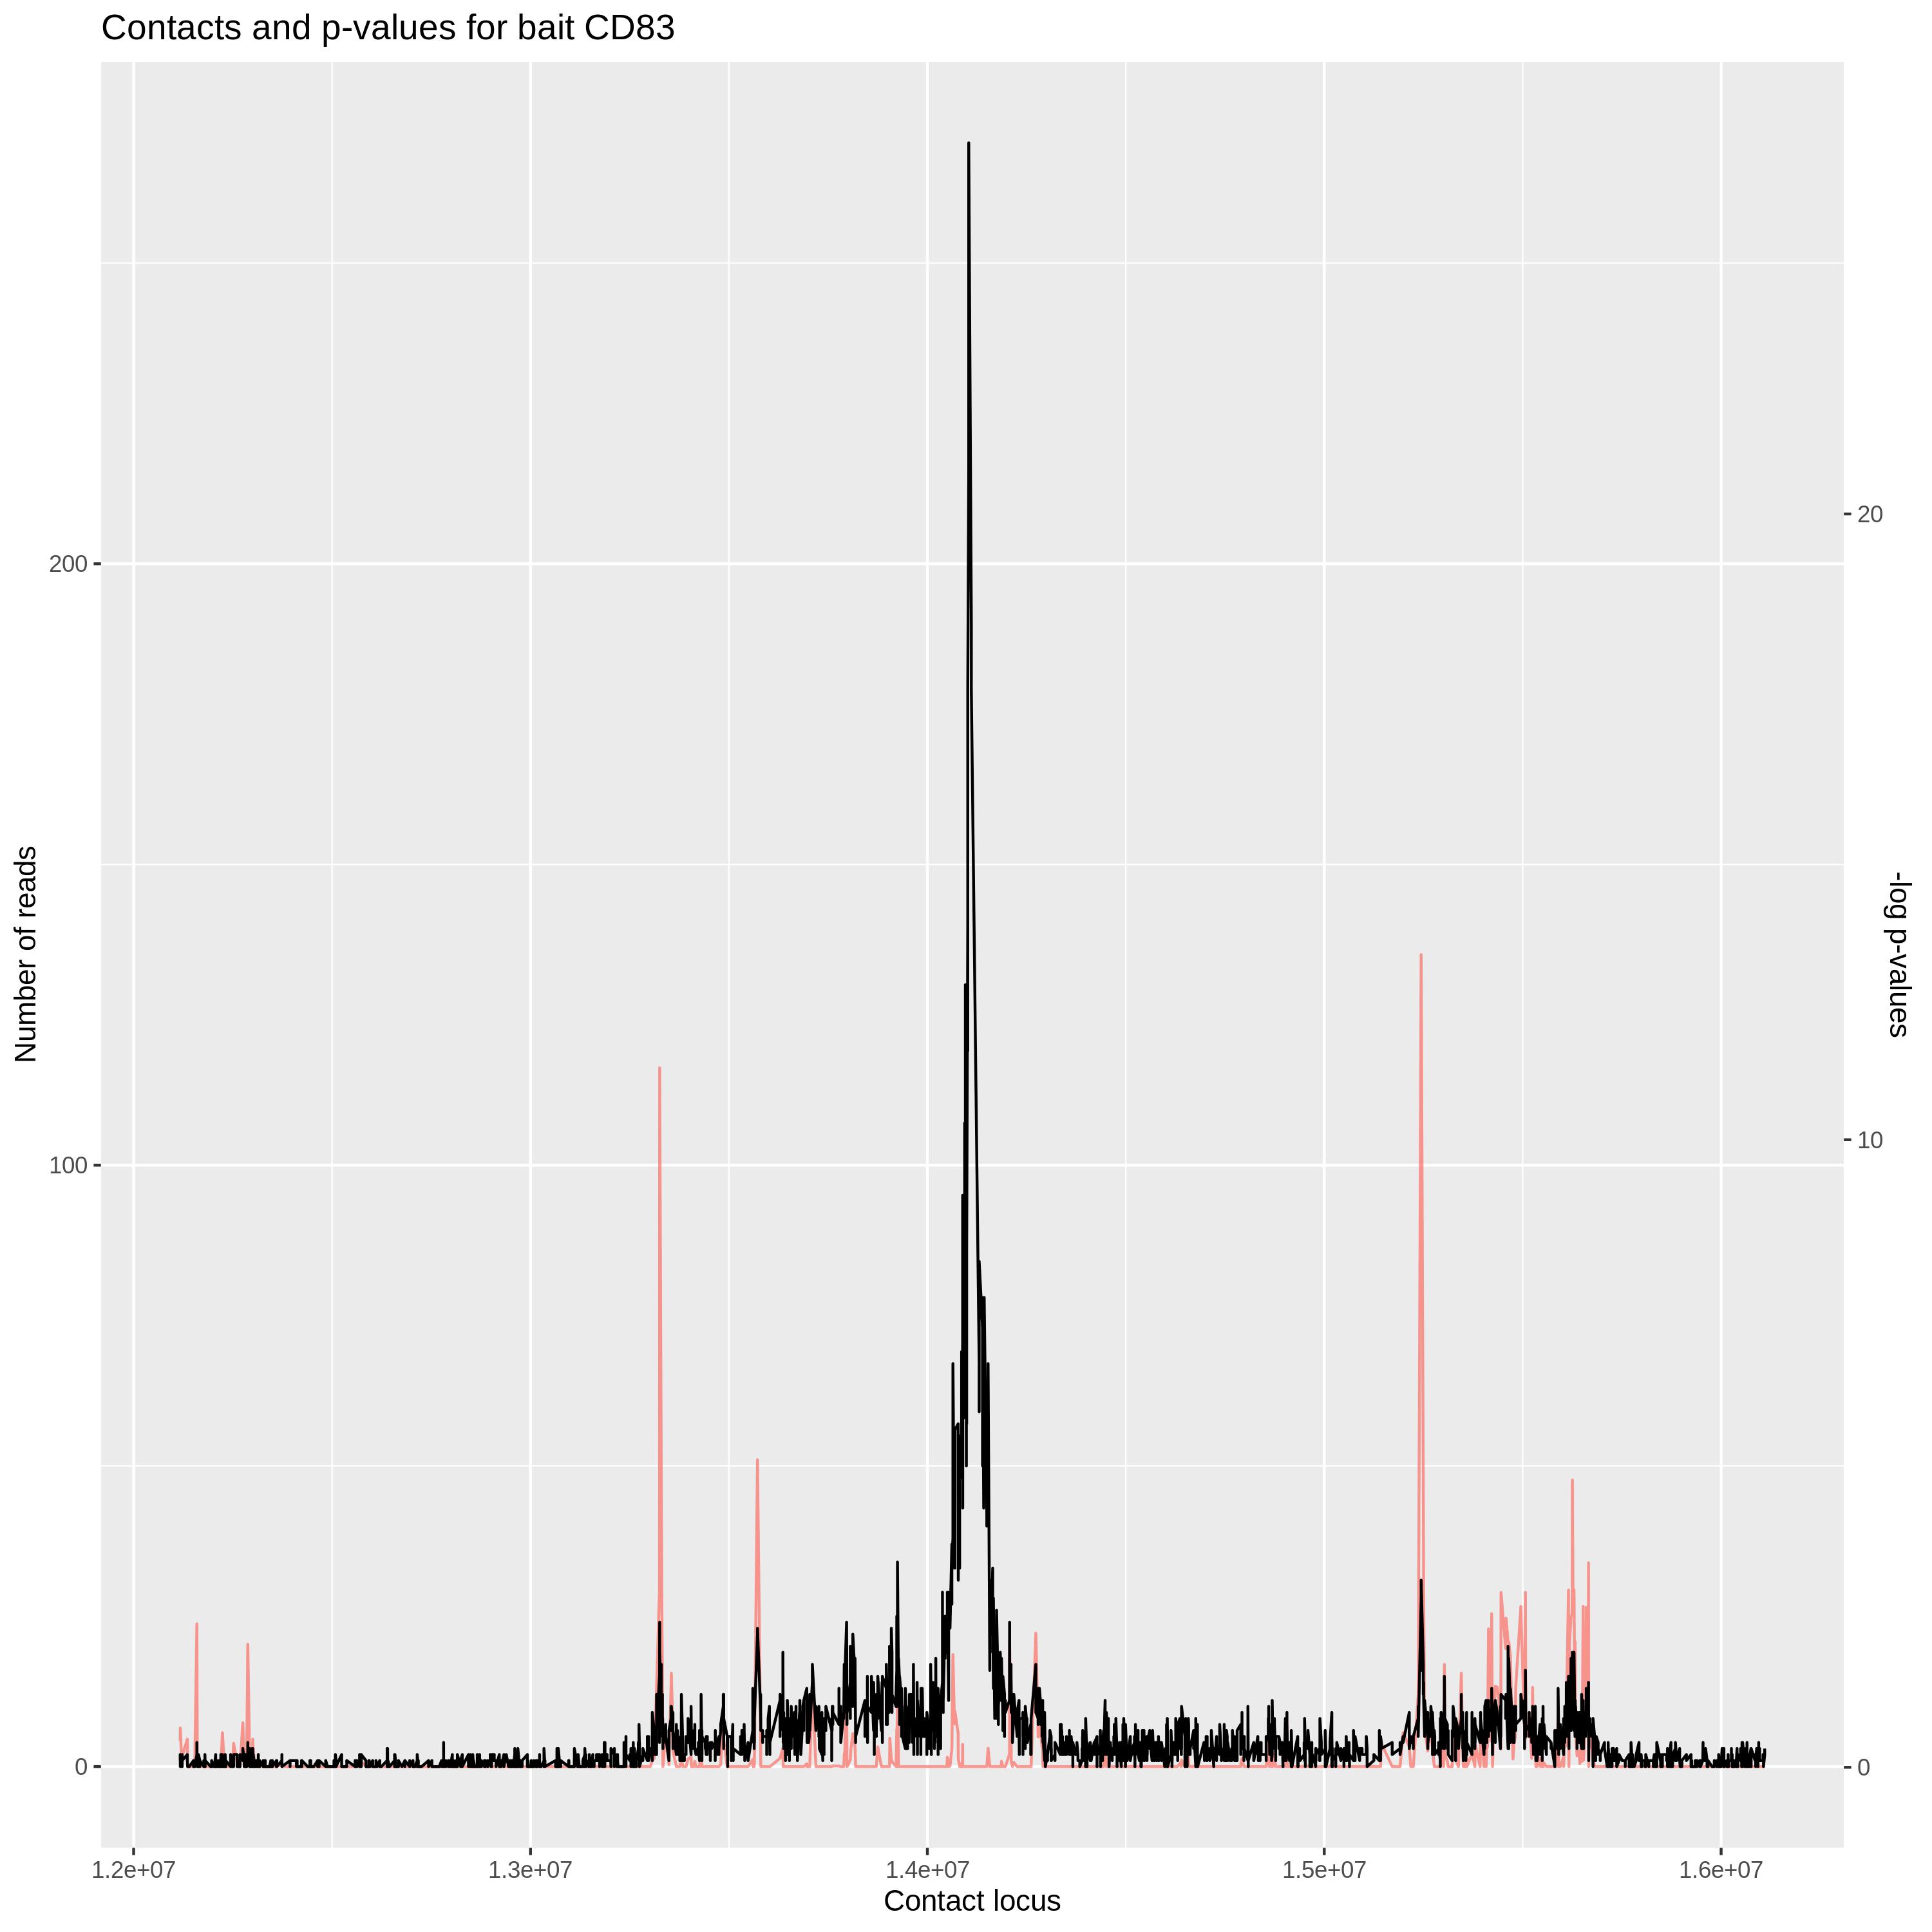 Contacts and p-values for bait CD83
Number of reads
200
100
0
20
10
0
-log p-values
1.2e+07 1.3e+07 1.4e+07 1.5e+07 1.6e+07
Contact locus